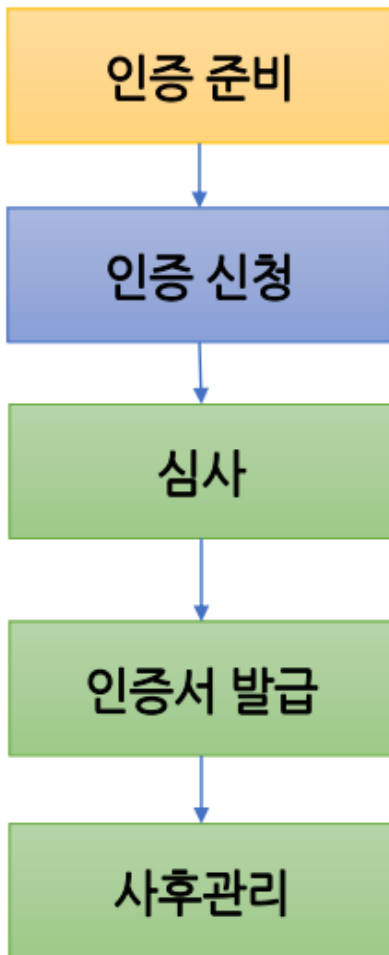 인증 준비
인증 신청
심사
인증서 발급
사후관리